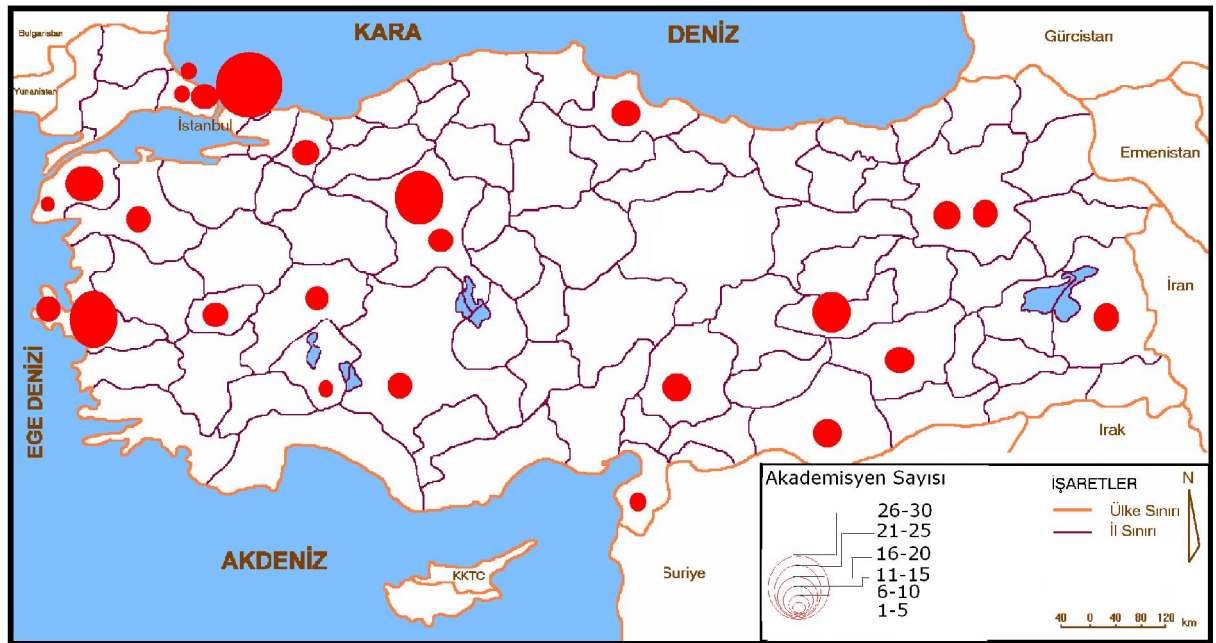 KARA DENİZ
Bulgaristan
Gürcistan
Yunanistan
İstanbul
Ermenistan
İran
EGE DENİZİ
Irak
AKDENİZ
KKTC
Suriye
Akademisyen Sayısı
26-30
21-25
16-20
11-15
6-10
1-5
İŞARETLER
Ülke Sınırı
İl Sınırı
N
40 0 40 80 120 km